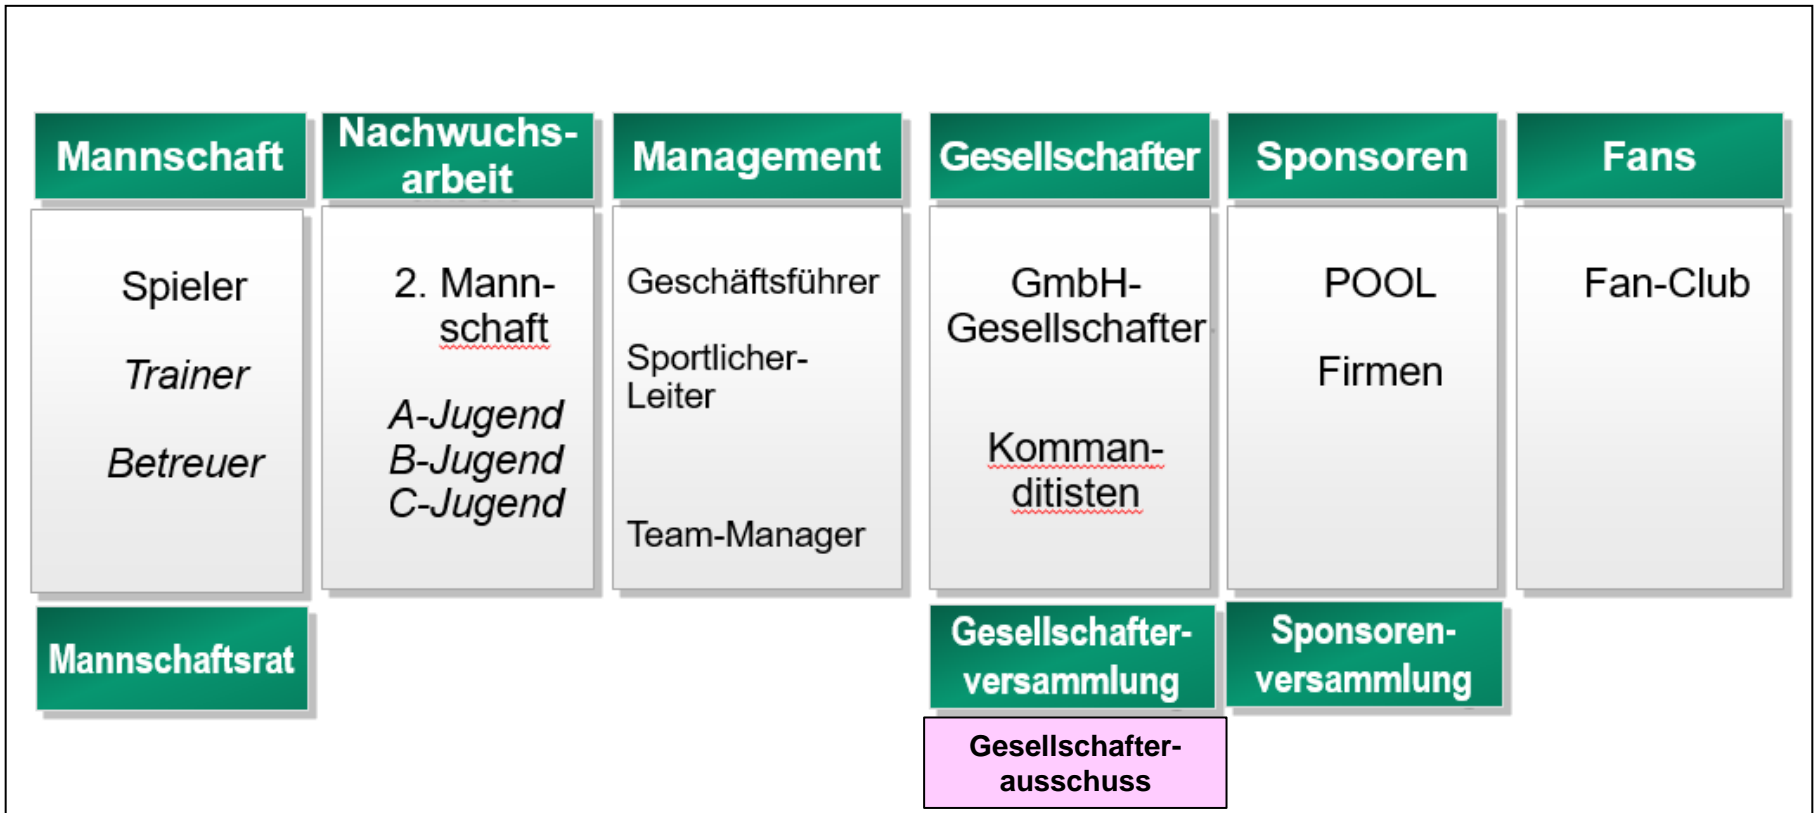 Mannschaft
Spieler
Trainer
Betreuer
Mannschaftsrat
Nachwuchs-
arbeit
2. Mann-
schaft
A-Jugend
B-Jugend
C-Jugend
Management
Geschäftsführer
Sportlicher-
Leiter
Team-Manager
Gesellschafter
GmbH-
Gesellschafter
Komman-
ditisten
Gesellschafter-
versammlung
Gesellschafter-
ausschuss
Sponsoren
POOL
Firmen
Sponsoren-
versammlung
Fans
Fan-Club